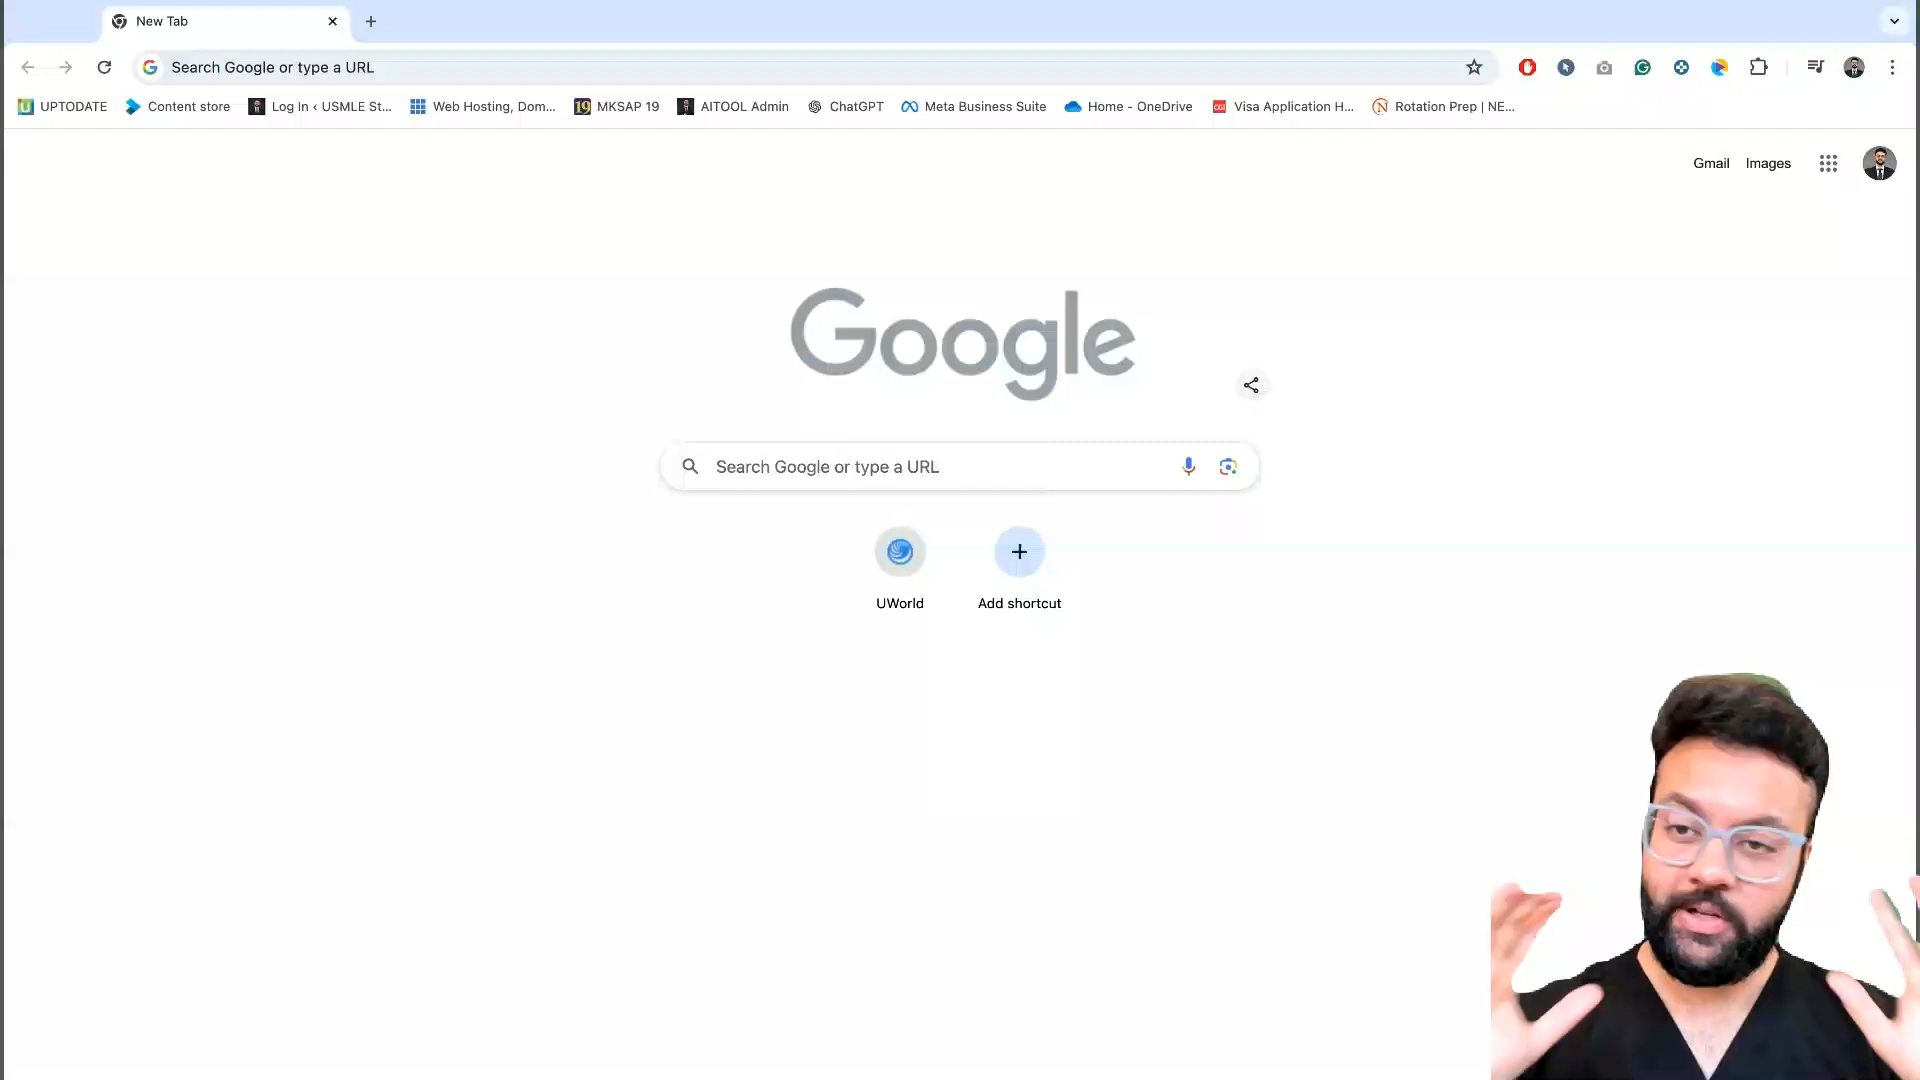 New Tab
Search Google or type a URL
UPTODATE Content store Log In ‹ USMLE St... Web Hosting, Dom... MKSAP 19 AITOOL Admin ChatGPT Meta Business Suite Home - OneDrive Visa Application H... Rotation Prep | NE...
Gmail Images
Google
Search Google or type a URL
UWorld Add shortcut